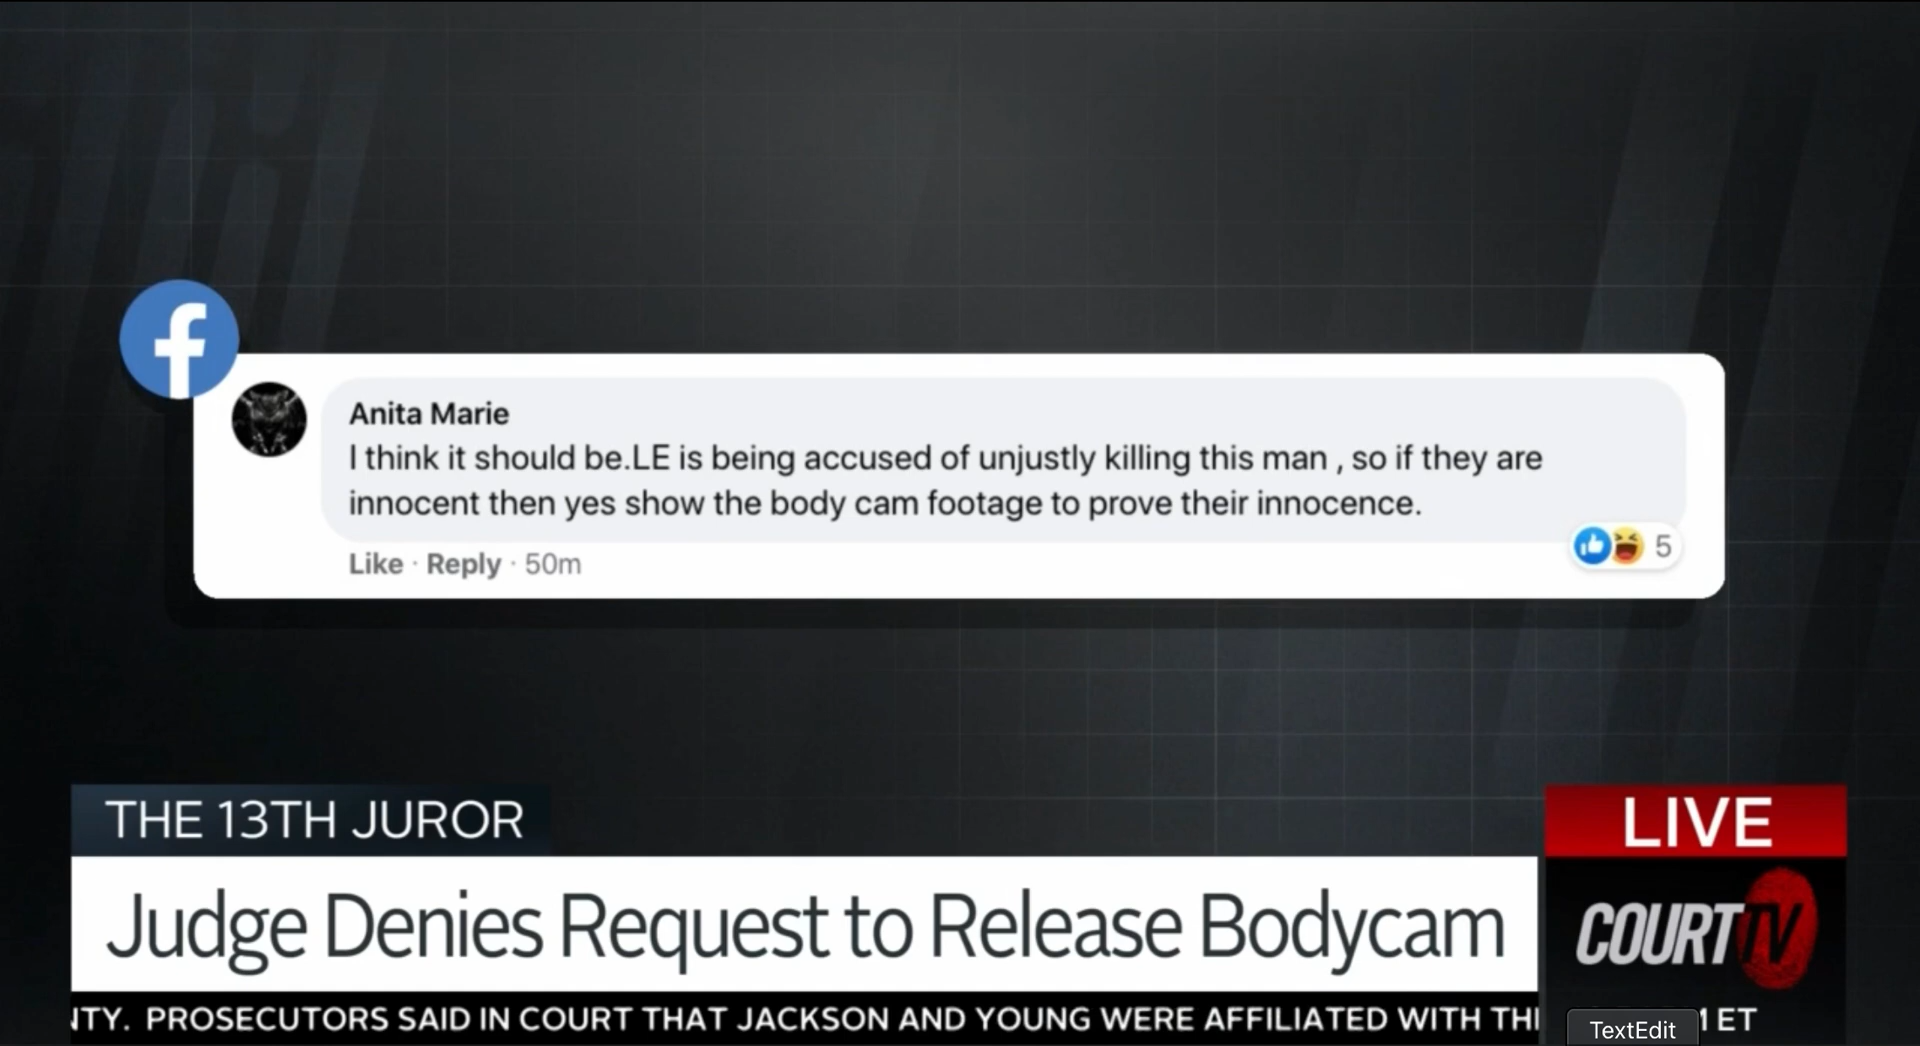 f
Anita Marie
I think it should be.LE is being accused of unjustly killing this man , so if they are
innocent then yes show the body cam footage to prove their innocence.
Like · Reply · 50m
5
THE 13TH JUROR
LIVE
Judge Denies Request to Release Bodycam
COURT TV
PROSECUTORS SAID IN COURT THAT JACKSON AND YOUNG WERE AFFILIATED WITH
ET
TextEdit